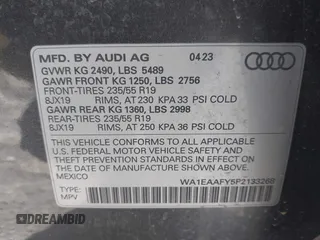 MFD. BY AUDI AG 04 23
GVWR KG 2490, LBS 5489
GAWR FRONT KG 1250, LBS 2756
FRONT-TIRES 235/55 R19
8JX19 RIMS, AT 230 KPA 33 PSI COLD
GAWR REAR KG 1360, LBS 2998
REAR-TIRES 235/55 R19
8JX19 RIMS, AT 250 KPA 36 PSI COLD
THIS VEHICLE CONFORMS TO ALL APPLICABLE
U.S. FEDERAL MOTOR VEHICLE SAFETY
AND THEFT PREVENTION STANDARDS IN EFFECT
ON THE DATE OF MANUFACTURE SHOWN ABOVE.
MEXICO WA1EAAFY5P2133268
TYPE:
MPV
DREAMBID